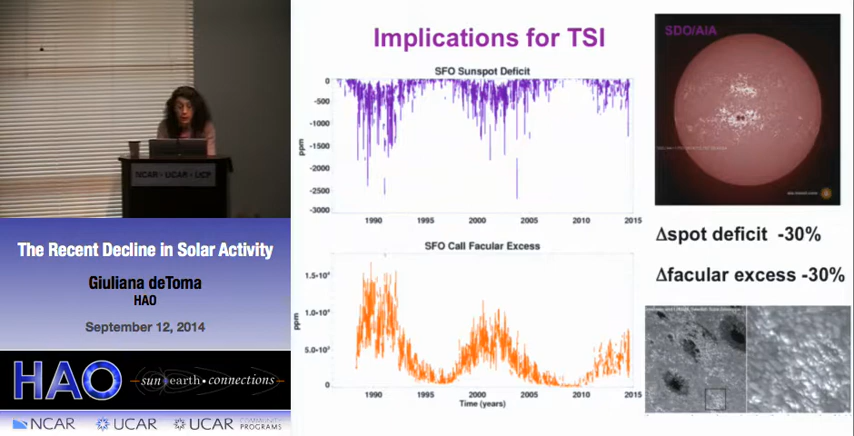 NCAR - UCAR - UCP
The Recent Decline in Solar Activity
Giuliana deToma
HAO
September 12, 2014
HAO
sun earth • connections
NCAR
UCAR
UCAR
COMMUNITY
PROGRAMS
Implications for TSI
SFO Sunspot Deficit
0
-500
-1000
-1500
-2000
-2500
-3000
ppm
1990
1995
2000
2005
2010
2015
SFO CaII Facular Excess
1.5•10⁴
1.0•10⁴
5.0•10³
0
ppm
1990
1995
2000
2005
2010
2015
Time (years)
SDO/AIA
Δspot deficit -30%
Δfacular excess -30%